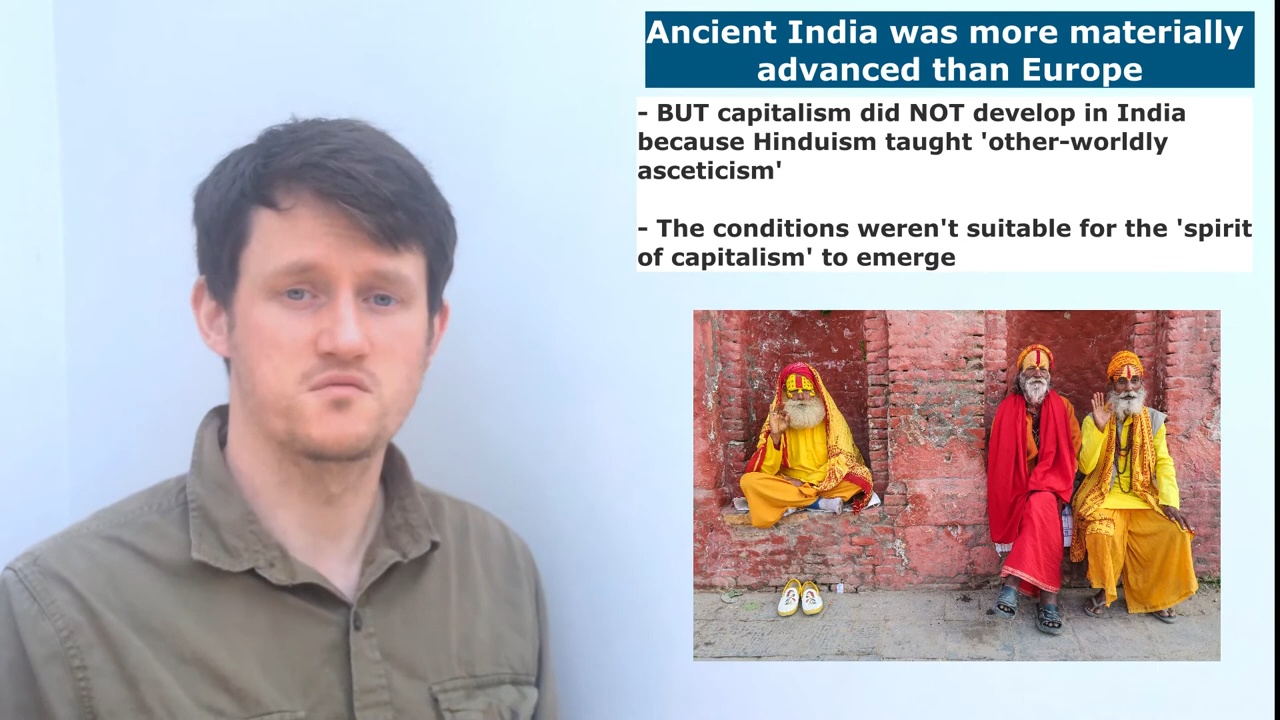 Ancient India was more materially
advanced than Europe
- BUT capitalism did NOT develop in India
because Hinduism taught 'other-worldly
asceticism'
- The conditions weren't suitable for the 'spirit
of capitalism' to emerge